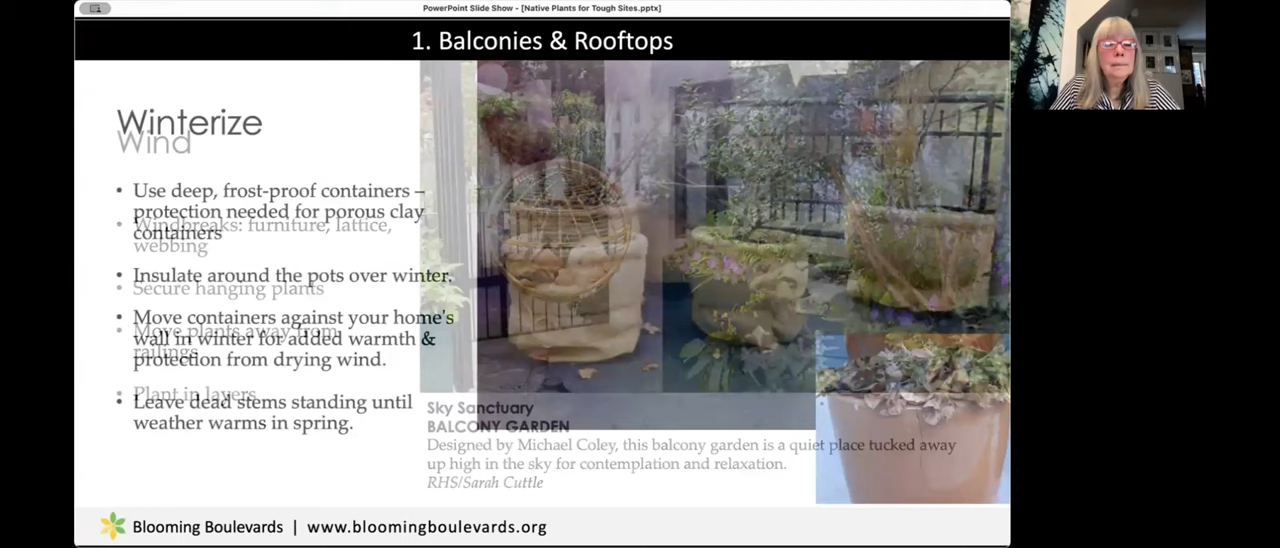 PowerPoint Slide Show - [Native Plants for Tough Sites.pptx]
1. Balconies & Rooftops
Winterize
Wind
• Use deep, frost-proof containers –
protection needed for porous clay
containers
• Windbreaks: furniture, lattice,
webbing
• Insulate around the pots over winter.
• Secure hanging plants
• Move containers against your home's
wall in winter for added warmth &
protection from drying wind.
• Move plants away from
railings
• Plant in layers
• Leave dead stems standing until
weather warms in spring.
Sky Sanctuary
BALCONY GARDEN
Designed by Michael Coley, this balcony garden is a quiet place tucked away
up high in the sky for contemplation and relaxation.
RHS/Sarah Cuttle
Blooming Boulevards | www.bloomingboulevards.org